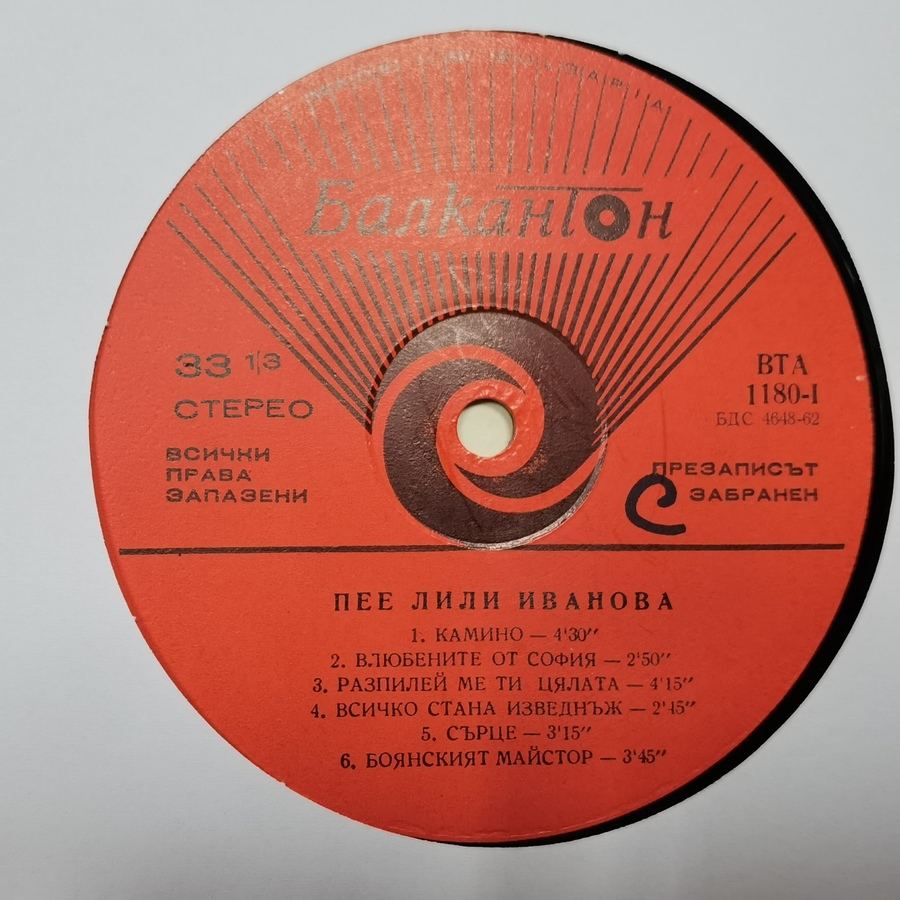 Балкантон
33 1/3
СТЕРЕО
ВСИЧКИ
ПРАВА
ЗАПАЗЕНИ
ВТА
1180-I
БДС 4648-62
ПРЕЗАПИСЪТ
ЗАБРАНЕН
С
ПЕЕ ЛИЛИ ИВАНОВА
1. КАМИНО — 4'30''
2. ВЛЮБЕНИТЕ ОТ СОФИЯ — 2'50''
3. РАЗПИЛЕЙ МЕ ТИ ЦЯЛАТА — 4'15''
4. ВСИЧКО СТАНА ИЗВЕДНЪЖ — 2'45''
5. СЪРЦЕ — 3'15''
6. БОЯНСКИЯТ МАЙСТОР — 3'45''